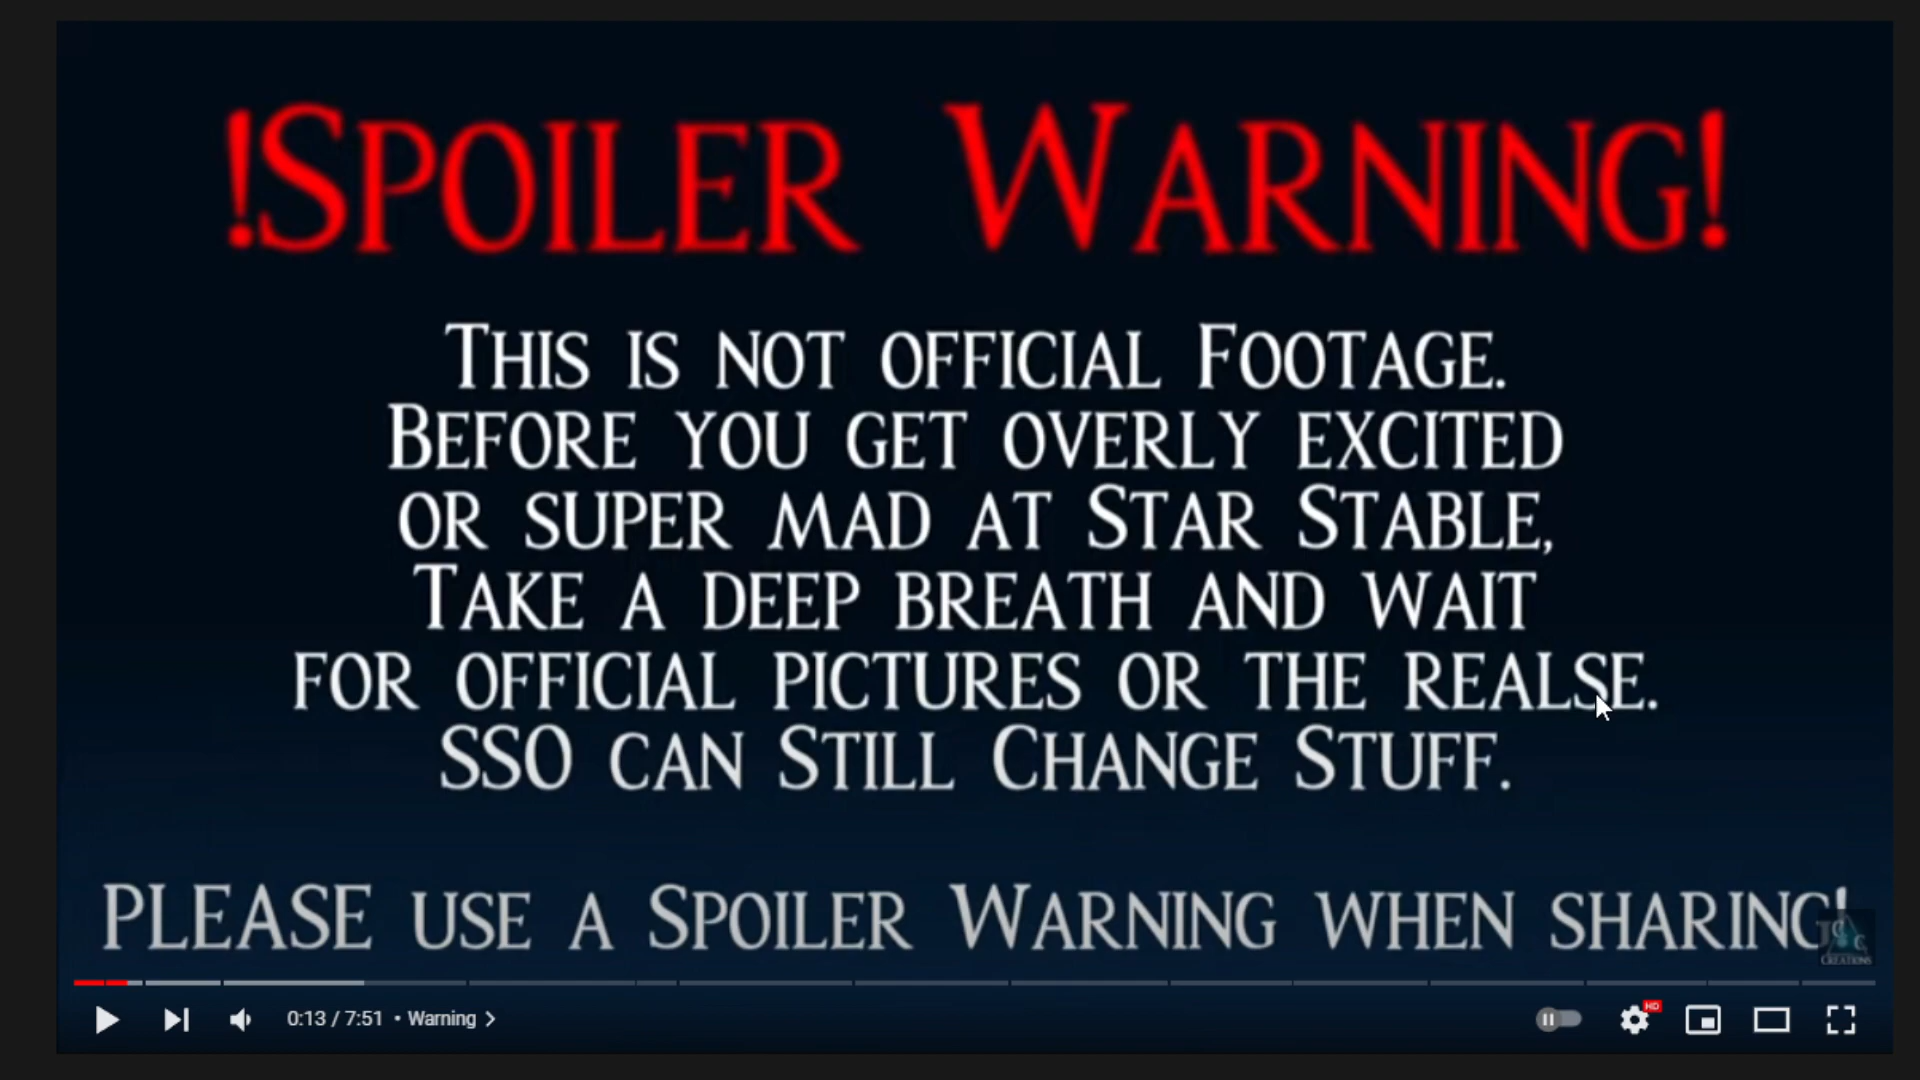 !Spoiler Warning!
This is not official Footage.
Before you get overly excited
or super mad at Star Stable,
Take a deep breath and wait
for official pictures or the realse.
SSO can Still Change Stuff.
PLEASE use a Spoiler Warning when sharing!
Creations
HD
0:13 / 7:51 • Warning >